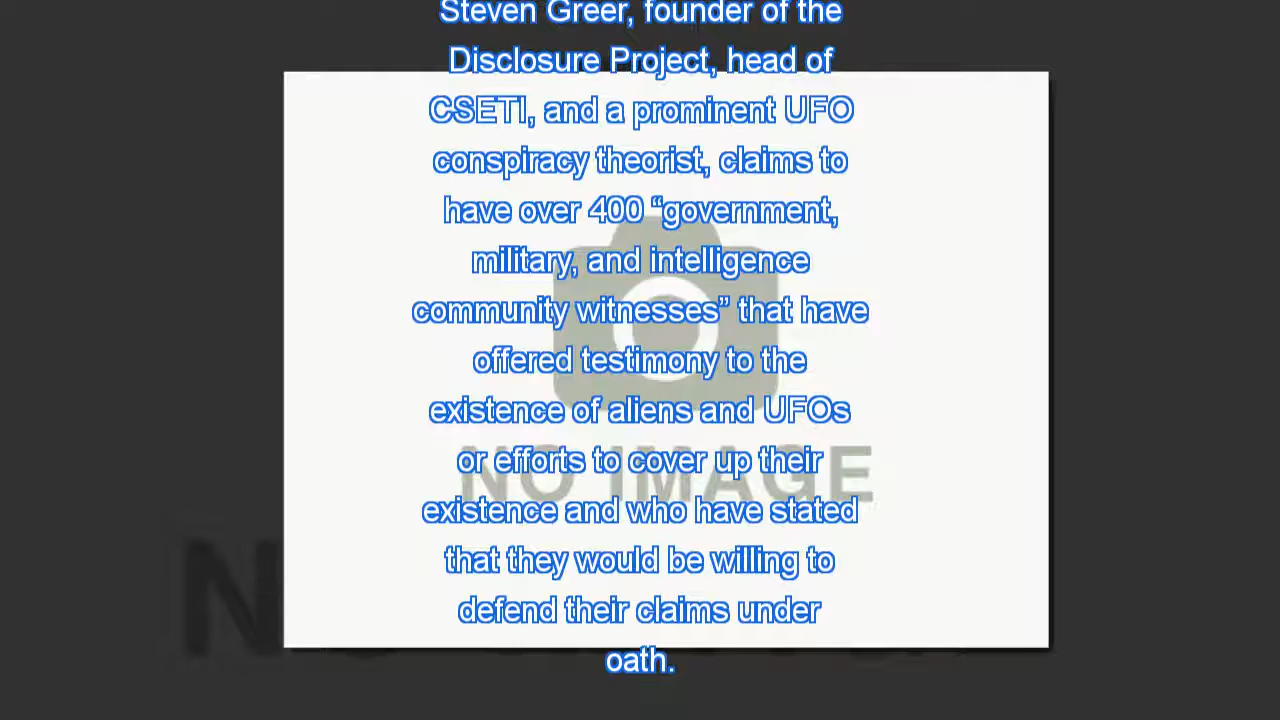 Steven Greer, founder of the
Disclosure Project, head of
CSETI, and a prominent UFO
conspiracy theorist, claims to
have over 400 “government,
military, and intelligence
community witnesses” that have
offered testimony to the
existence of aliens and UFOs
or efforts to cover up their
existence and who have stated
that they would be willing to
defend their claims under
oath.
NO IMAGE